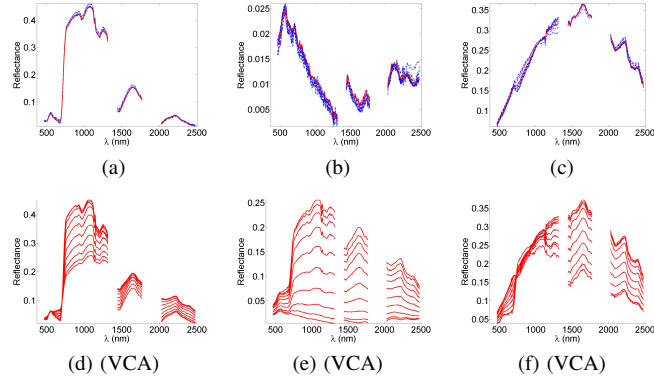 0.4
0.3
0.2
0.1
Reflectance
500 1000 1500 2000 2500
λ (nm)
(a)
0.025
0.02
0.015
0.01
0.005
Reflectance
500 1000 1500 2000 2500
λ (nm)
(b)
0.35
0.3
0.25
0.2
0.15
0.1
Reflectance
500 1000 1500 2000 2500
λ (nm)
(c)
0.4
0.3
0.2
0.1
Reflectance
500 1000 1500 2000 2500
λ (nm)
(d) (VCA)
0.25
0.2
0.15
0.1
0.05
Reflectance
500 1000 1500 2000 2500
λ (nm)
(e) (VCA)
0.35
0.3
0.25
0.2
0.15
0.1
0.05
Reflectance
500 1000 1500 2000 2500
λ (nm)
(f) (VCA)